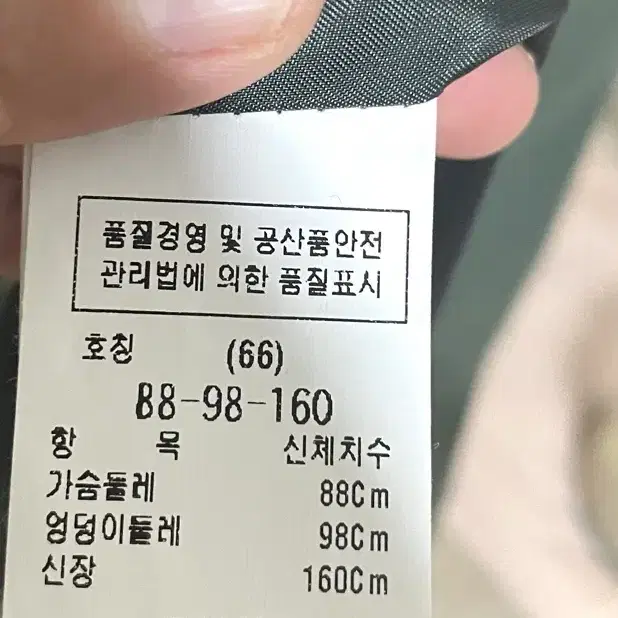 품질경영 및 공산품안전
관리법에 의한 품질표시
호칭 (66)
88-98-160
항 목 신체치수
가슴둘레 88Cm
엉덩이둘레 98Cm
신장 160Cm